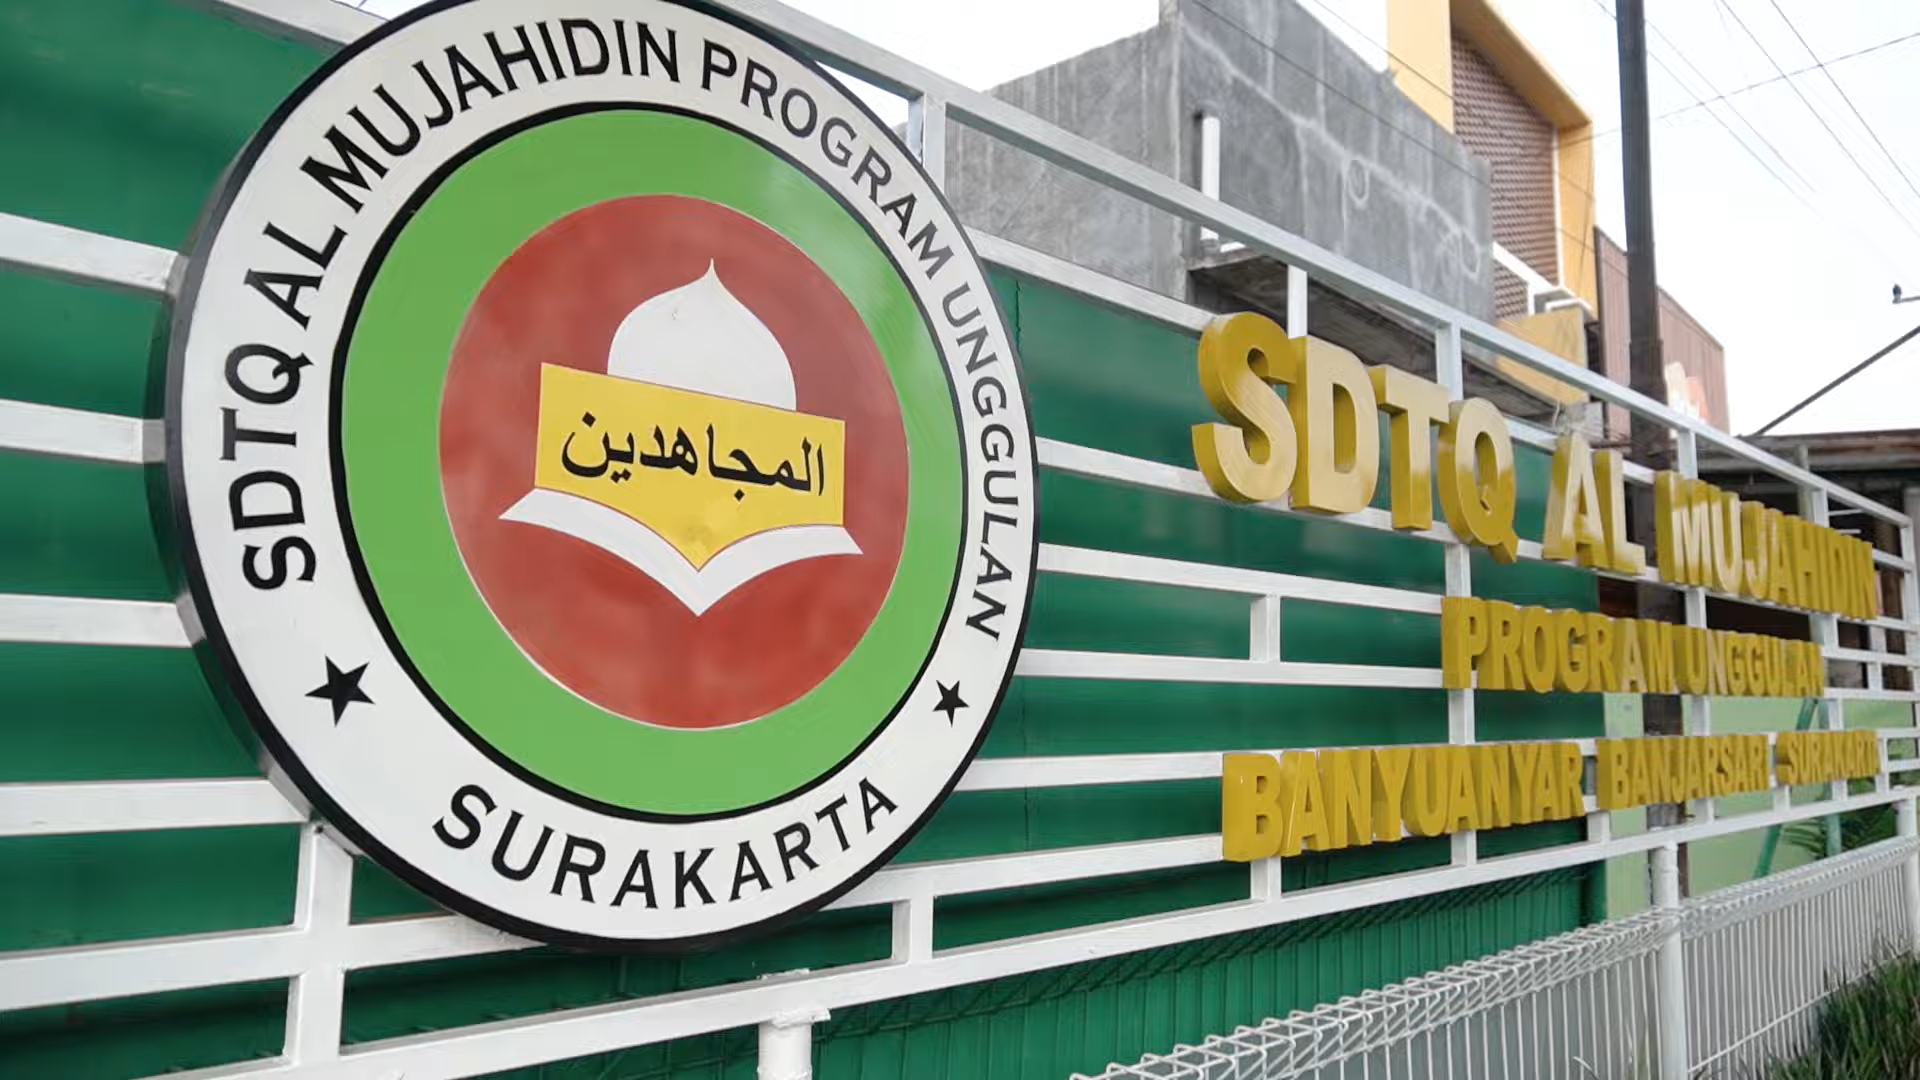 SDTQ AL MUJAHIDIN PROGRAM UNGGULAN
المجاهدين
SURAKARTA
SDTQ AL MUJAHIDIN
PROGRAM UNGGULAN
BANYUANYAR BANJARSARI SURAKARTA